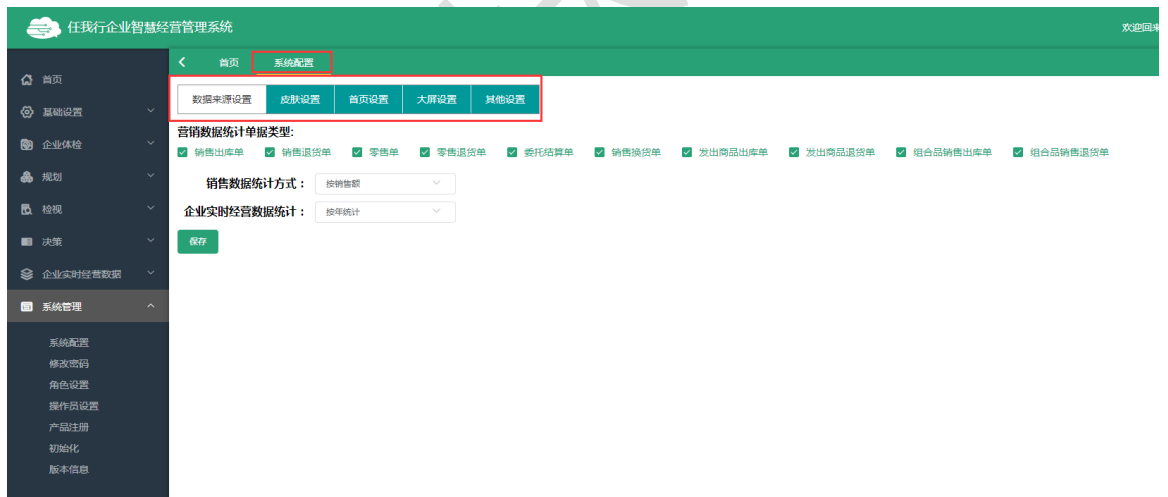 任我行企业智慧经营管理系统
欢迎回来
首页 系统配置
首页
基础设置
企业体检
规划
检视
决策
企业实时经营数据
系统管理
系统配置
修改密码
角色设置
操作员设置
产品注册
初始化
版本信息
数据来源设置 皮肤设置 首页设置 大屏设置 其他设置
营销数据统计单据类型:
销售出库单 销售退货单 零售单 零售退货单 委托结算单 销售换货单 发出商品出库单 发出商品退货单 组合品销售出库单 组合品销售退货单
销售数据统计方式： 按销售额
企业实时经营数据统计： 按年统计
保存